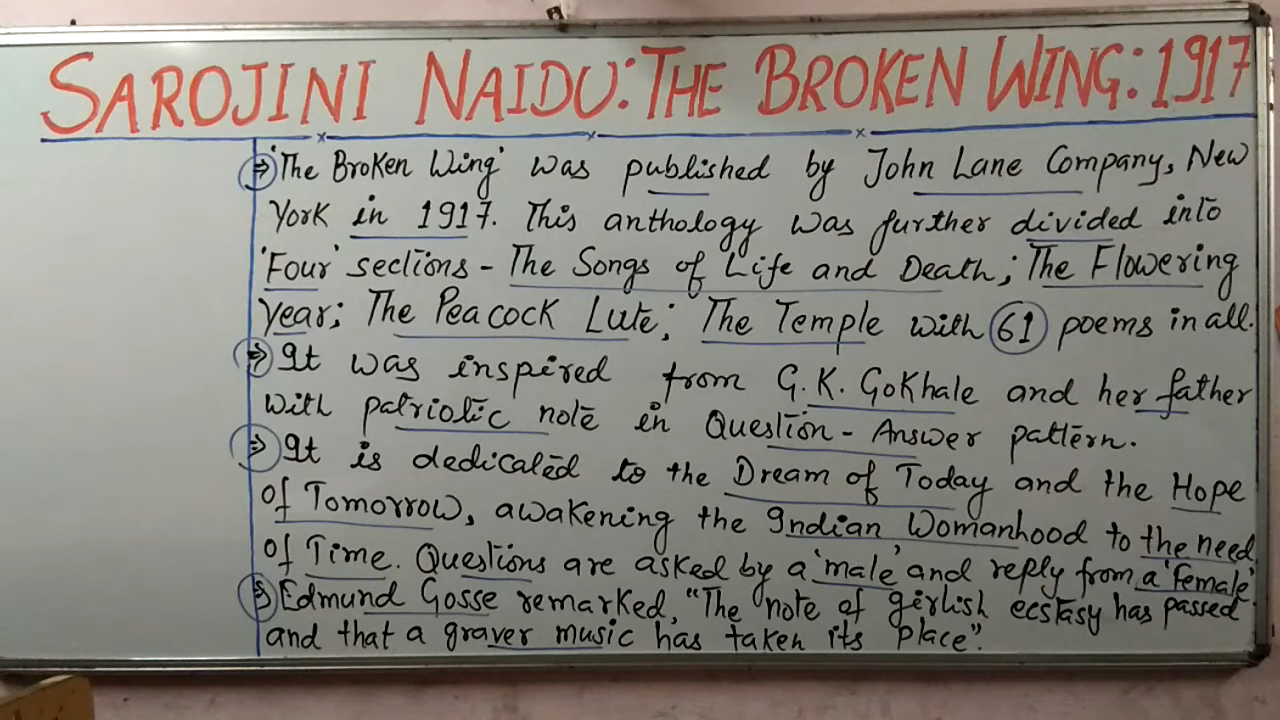 SAROJINI NAIDU: THE BROKEN WING: 1917
⇒ 'The Broken Wing' was published by John Lane Company, New
York in 1917. This anthology was further divided into
'Four' sections - The Songs of Life and Death; The Flowering
Year; The Peacock Lute; The Temple with 61 poems in all.
⇒ It was inspired from G. K. Gokhale and her father
with patriotic note in Question - Answer pattern.
⇒ It is dedicated to the Dream of Today and the Hope
of Tomorrow, awakening the Indian Womanhood to the need
of Time. Questions are asked by a 'male' and reply from a 'Female'.
⇒ Edmund Gosse remarked, "The note of girlish ecstasy has passed
and that a graver music has taken its place".